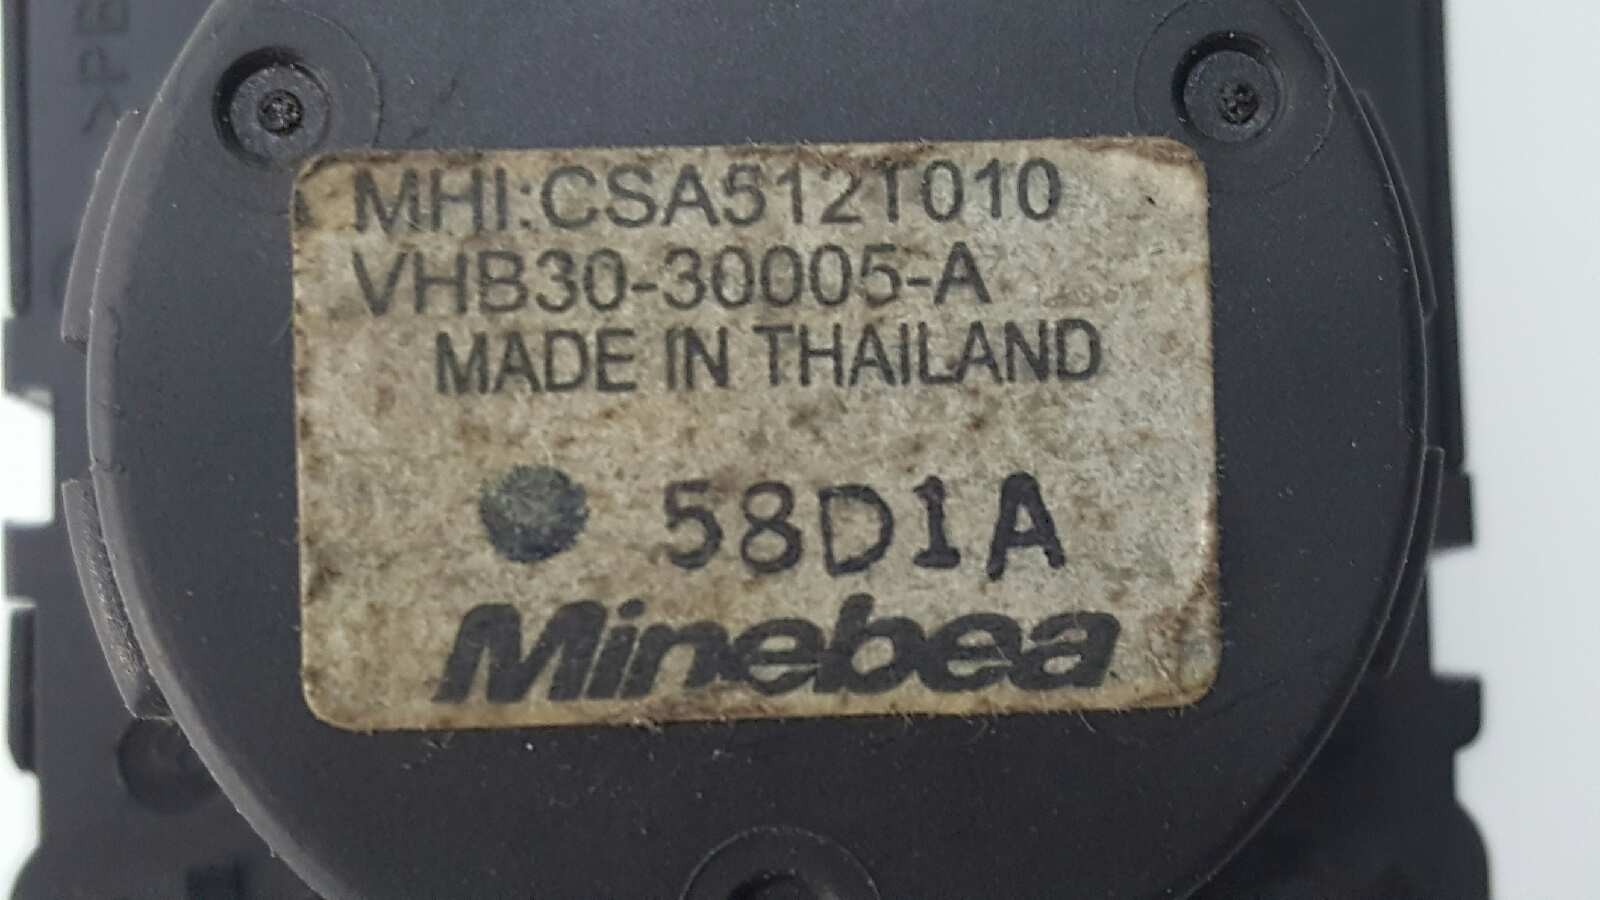 MHI:CSA512T010
VHB30-30005-A
MADE IN THAILAND
58D1A
Minebea